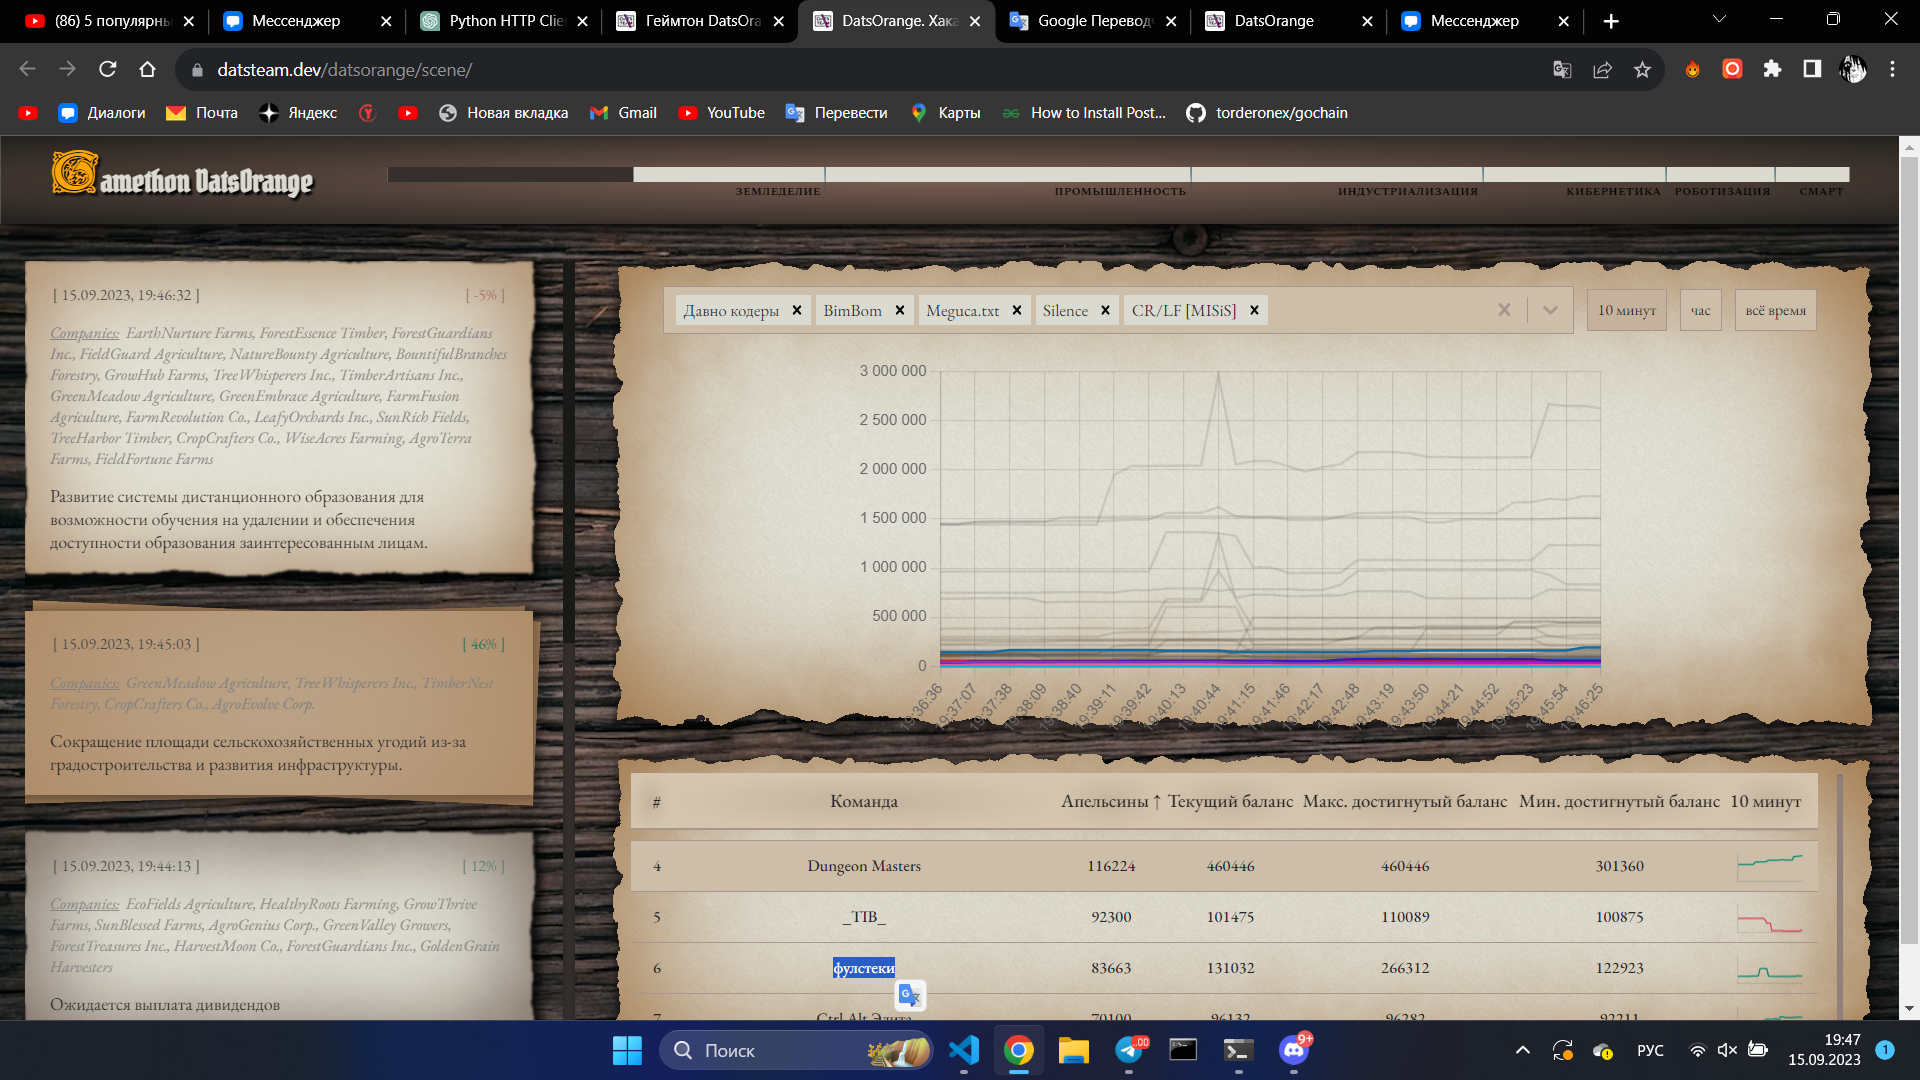 (86) 5 популярны
Мессенджер
Python HTTP Clie
Геймтон DatsOra
DatsOrange. Хака
Google Переводч
DatsOrange
Мессенджер
datsteam.dev/datsorange/scene/
Диалоги
Почта
Яндекс
Новая вкладка
Gmail
YouTube
Перевести
Карты
How to Install Post...
torderonex/gochain
Gamethon DatsOrange
ЗЕМЛЕДЕЛИЕ
ПРОМЫШЛЕННОСТЬ
ИНДУСТРИАЛИЗАЦИЯ
КИБЕРНЕТИКА
РОБОТИЗАЦИЯ
СМАРТ
[ 15.09.2023, 19:46:32 ]
[ -5% ]
Companies: EarthNurture Farms, ForestEssence Timber, ForestGuardians
Inc., FieldGuard Agriculture, NatureBounty Agriculture, BountifulBranches
Forestry, GrowHub Farms, TreeWhisperers Inc., TimberArtisans Inc.,
GreenMeadow Agriculture, GreenEmbrace Agriculture, FarmFusion
Agriculture, FarmRevolution Co., LeafyOrchards Inc., SunRich Fields,
TreeHarbor Timber, CropCrafters Co., WiseAcres Farming, AgroTerra
Farms, FieldFortune Farms
Развитие системы дистанционного образования для
возможности обучения на удалении и обеспечения
доступности образования заинтересованным лицам.
[ 15.09.2023, 19:45:03 ]
[ 46% ]
Companies: GreenMeadow Agriculture, TreeWhisperers Inc., TimberNest
Forestry, CropCrafters Co., AgroEvolve Corp.
Сокращение площади сельскохозяйственных угодий из-за
градостроительства и развития инфраструктуры.
[ 15.09.2023, 19:44:13 ]
[ 12% ]
Companies: EcoFields Agriculture, HealthyRoots Farming, GrowThrive
Farms, SunBlessed Farms, AgroGenius Corp., GreenValley Growers,
ForestTreasures Inc., HarvestMoon Co., ForestGuardians Inc., GoldenGrain
Harvesters
Ожидается выплата дивидендов
Давно кодеры
BimBom
Meguca.txt
Silence
CR/LF [MISiS]
10 минут
час
всё время
3 000 000
2 500 000
2 000 000
1 500 000
1 000 000
500 000
0
19:36:36
19:37:07
19:37:38
19:38:09
19:38:40
19:39:11
19:39:42
19:40:13
19:40:44
19:41:15
19:41:46
19:42:17
19:42:48
19:43:19
19:43:50
19:44:21
19:44:52
19:45:23
19:45:54
19:46:25
# Команда Апельсины ↑ Текущий баланс Макс. достигнутый баланс Мин. достигнутый баланс 10 минут
4 Dungeon Masters 116224 460446 460446 301360
5 _TIB_ 92300 101475 110089 100875
6 фулстеки 83663 131032 266312 122923
7 Ctrl Alt Элита 70100 96132 96282 92211
Поиск
.00
9+
РУС
19:47
15.09.2023
1